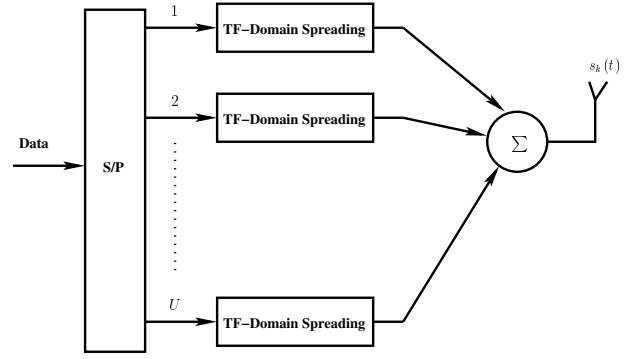 1
TF−Domain Spreading
2
TF−Domain Spreading
Data
S/P
∑
s_k(t)
U
TF−Domain Spreading